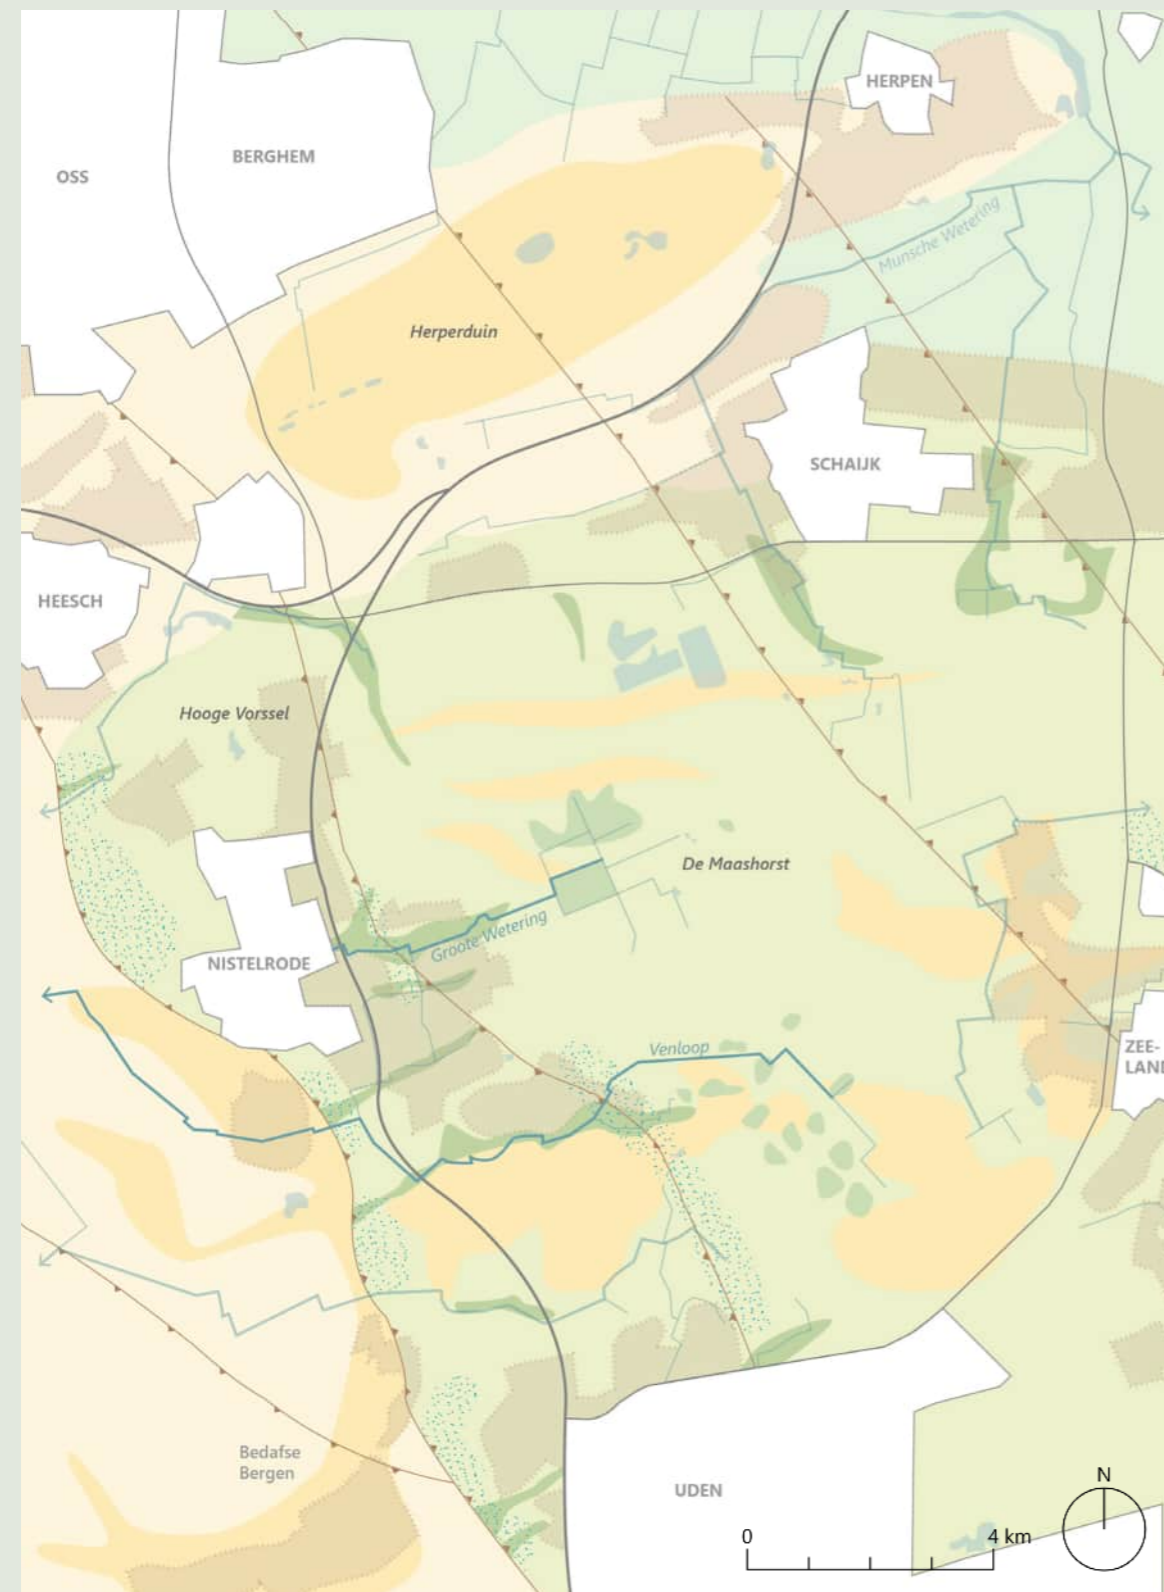 HERPEN
BERGHEM
OSS
Munsche Wetering
Herperduin
SCHAIJK
HEESCH
Hooge Vorssel
De Maashorst
Groote Wetering
NISTELRODE
Venloop
ZEE-
LAND
Bedafse
Bergen
UDEN
N
0 4 km